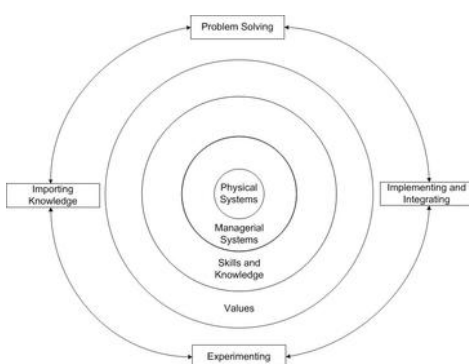 Problem Solving
Importing
Knowledge
Physical
Systems
Implementing and
Integrating
Managerial
Systems
Skills and
Knowledge
Values
Experimenting